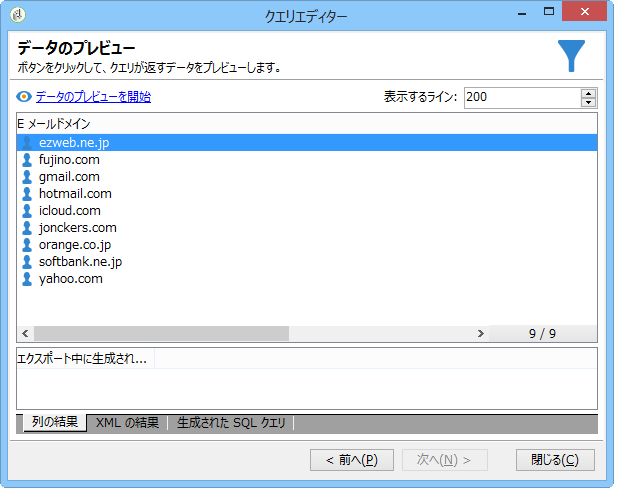 クエリエディター
データのプレビュー
ボタンをクリックして、クエリが返すデータをプレビューします。
データのプレビューを開始 表示するライン: 200
E メールドメイン
ezweb.ne.jp
fujino.com
gmail.com
hotmail.com
icloud.com
jonckers.com
orange.co.jp
softbank.ne.jp
yahoo.com
9 / 9
エクスポート中に生成され...
列の結果 XML の結果 生成された SQL クエリ
< 前へ(P) 次へ(N) > 閉じる(C)